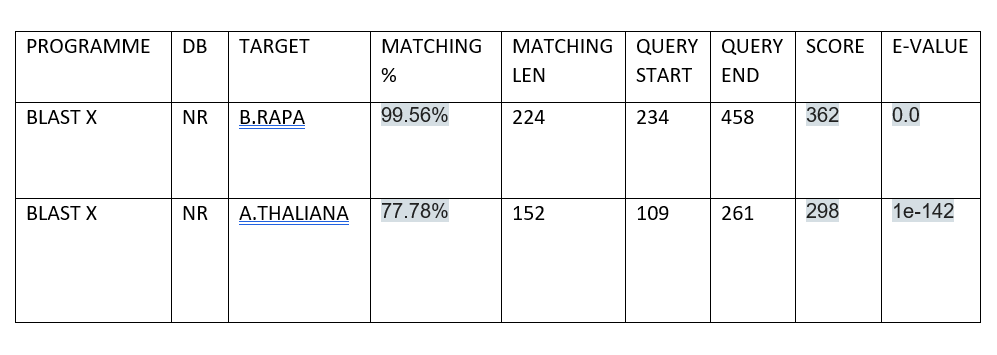 PROGRAMME DB TARGET MATCHING % MATCHING LEN QUERY START QUERY END SCORE E-VALUE
BLAST X NR B.RAPA 99.56% 224 234 458 362 0.0
BLAST X NR A.THALIANA 77.78% 152 109 261 298 1e-142